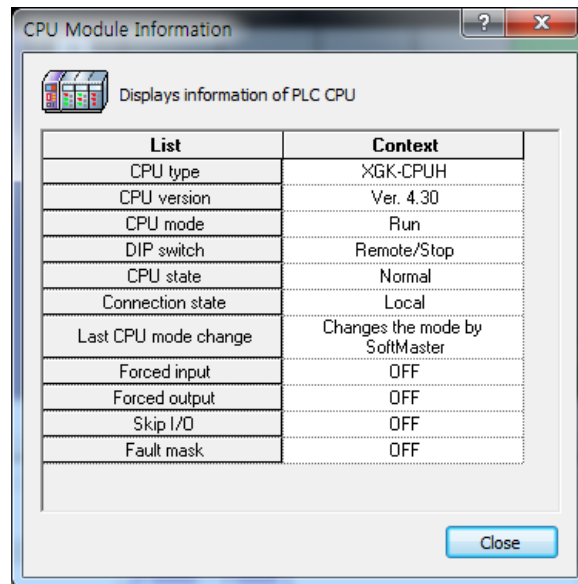 CPU Module Information
Displays information of PLC CPU
List Context
CPU type XGK-CPUH
CPU version Ver. 4.30
CPU mode Run
DIP switch Remote/Stop
CPU state Normal
Connection state Local
Last CPU mode change Changes the mode by
SoftMaster
Forced input OFF
Forced output OFF
Skip I/O OFF
Fault mask OFF
Close